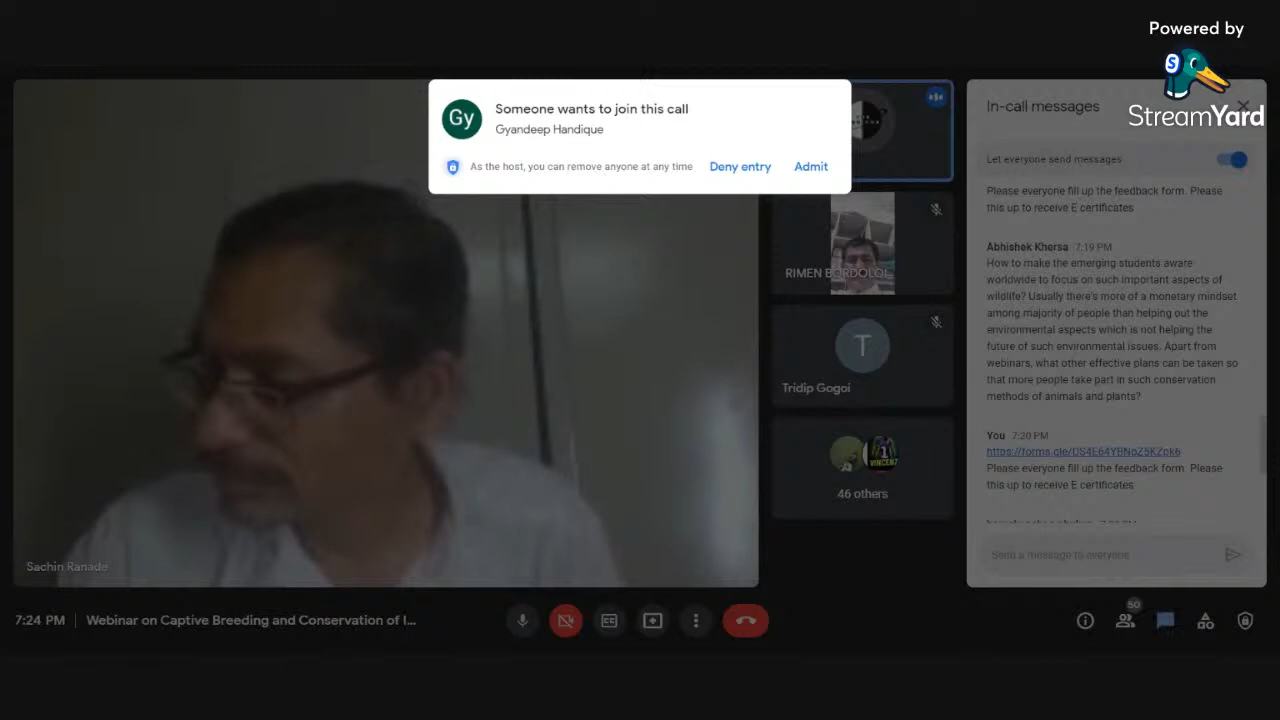 Powered by
S
StreamYard
Someone wants to join this call
Gy
Gyandeep Handique
As the host, you can remove anyone at any time
Deny entry
Admit
In-call messages
Let everyone send messages
Please everyone fill up the feedback form. Please
this up to receive E certificates
Abhishek Khersa 7:19 PM
How to make the emerging students aware
worldwide to focus on such important aspects of
wildlife? Usually there's more of a monetary mindset
among majority of people than helping out the
environmental aspects which is not helping the
future of such environmental issues. Apart from
webinars, what other effective plans can be taken so
that more people take part in such conservation
methods of animals and plants?
You 7:20 PM
Please everyone fill up the feedback form. Please
this up to receive E certificates
Send a message to everyone
RIMEN BORDOLOI
T
Tridip Gogoi
VINCENT
46 others
Sachin Ranade
7:24 PM
Webinar on Captive Breeding and Conservation of I...
50